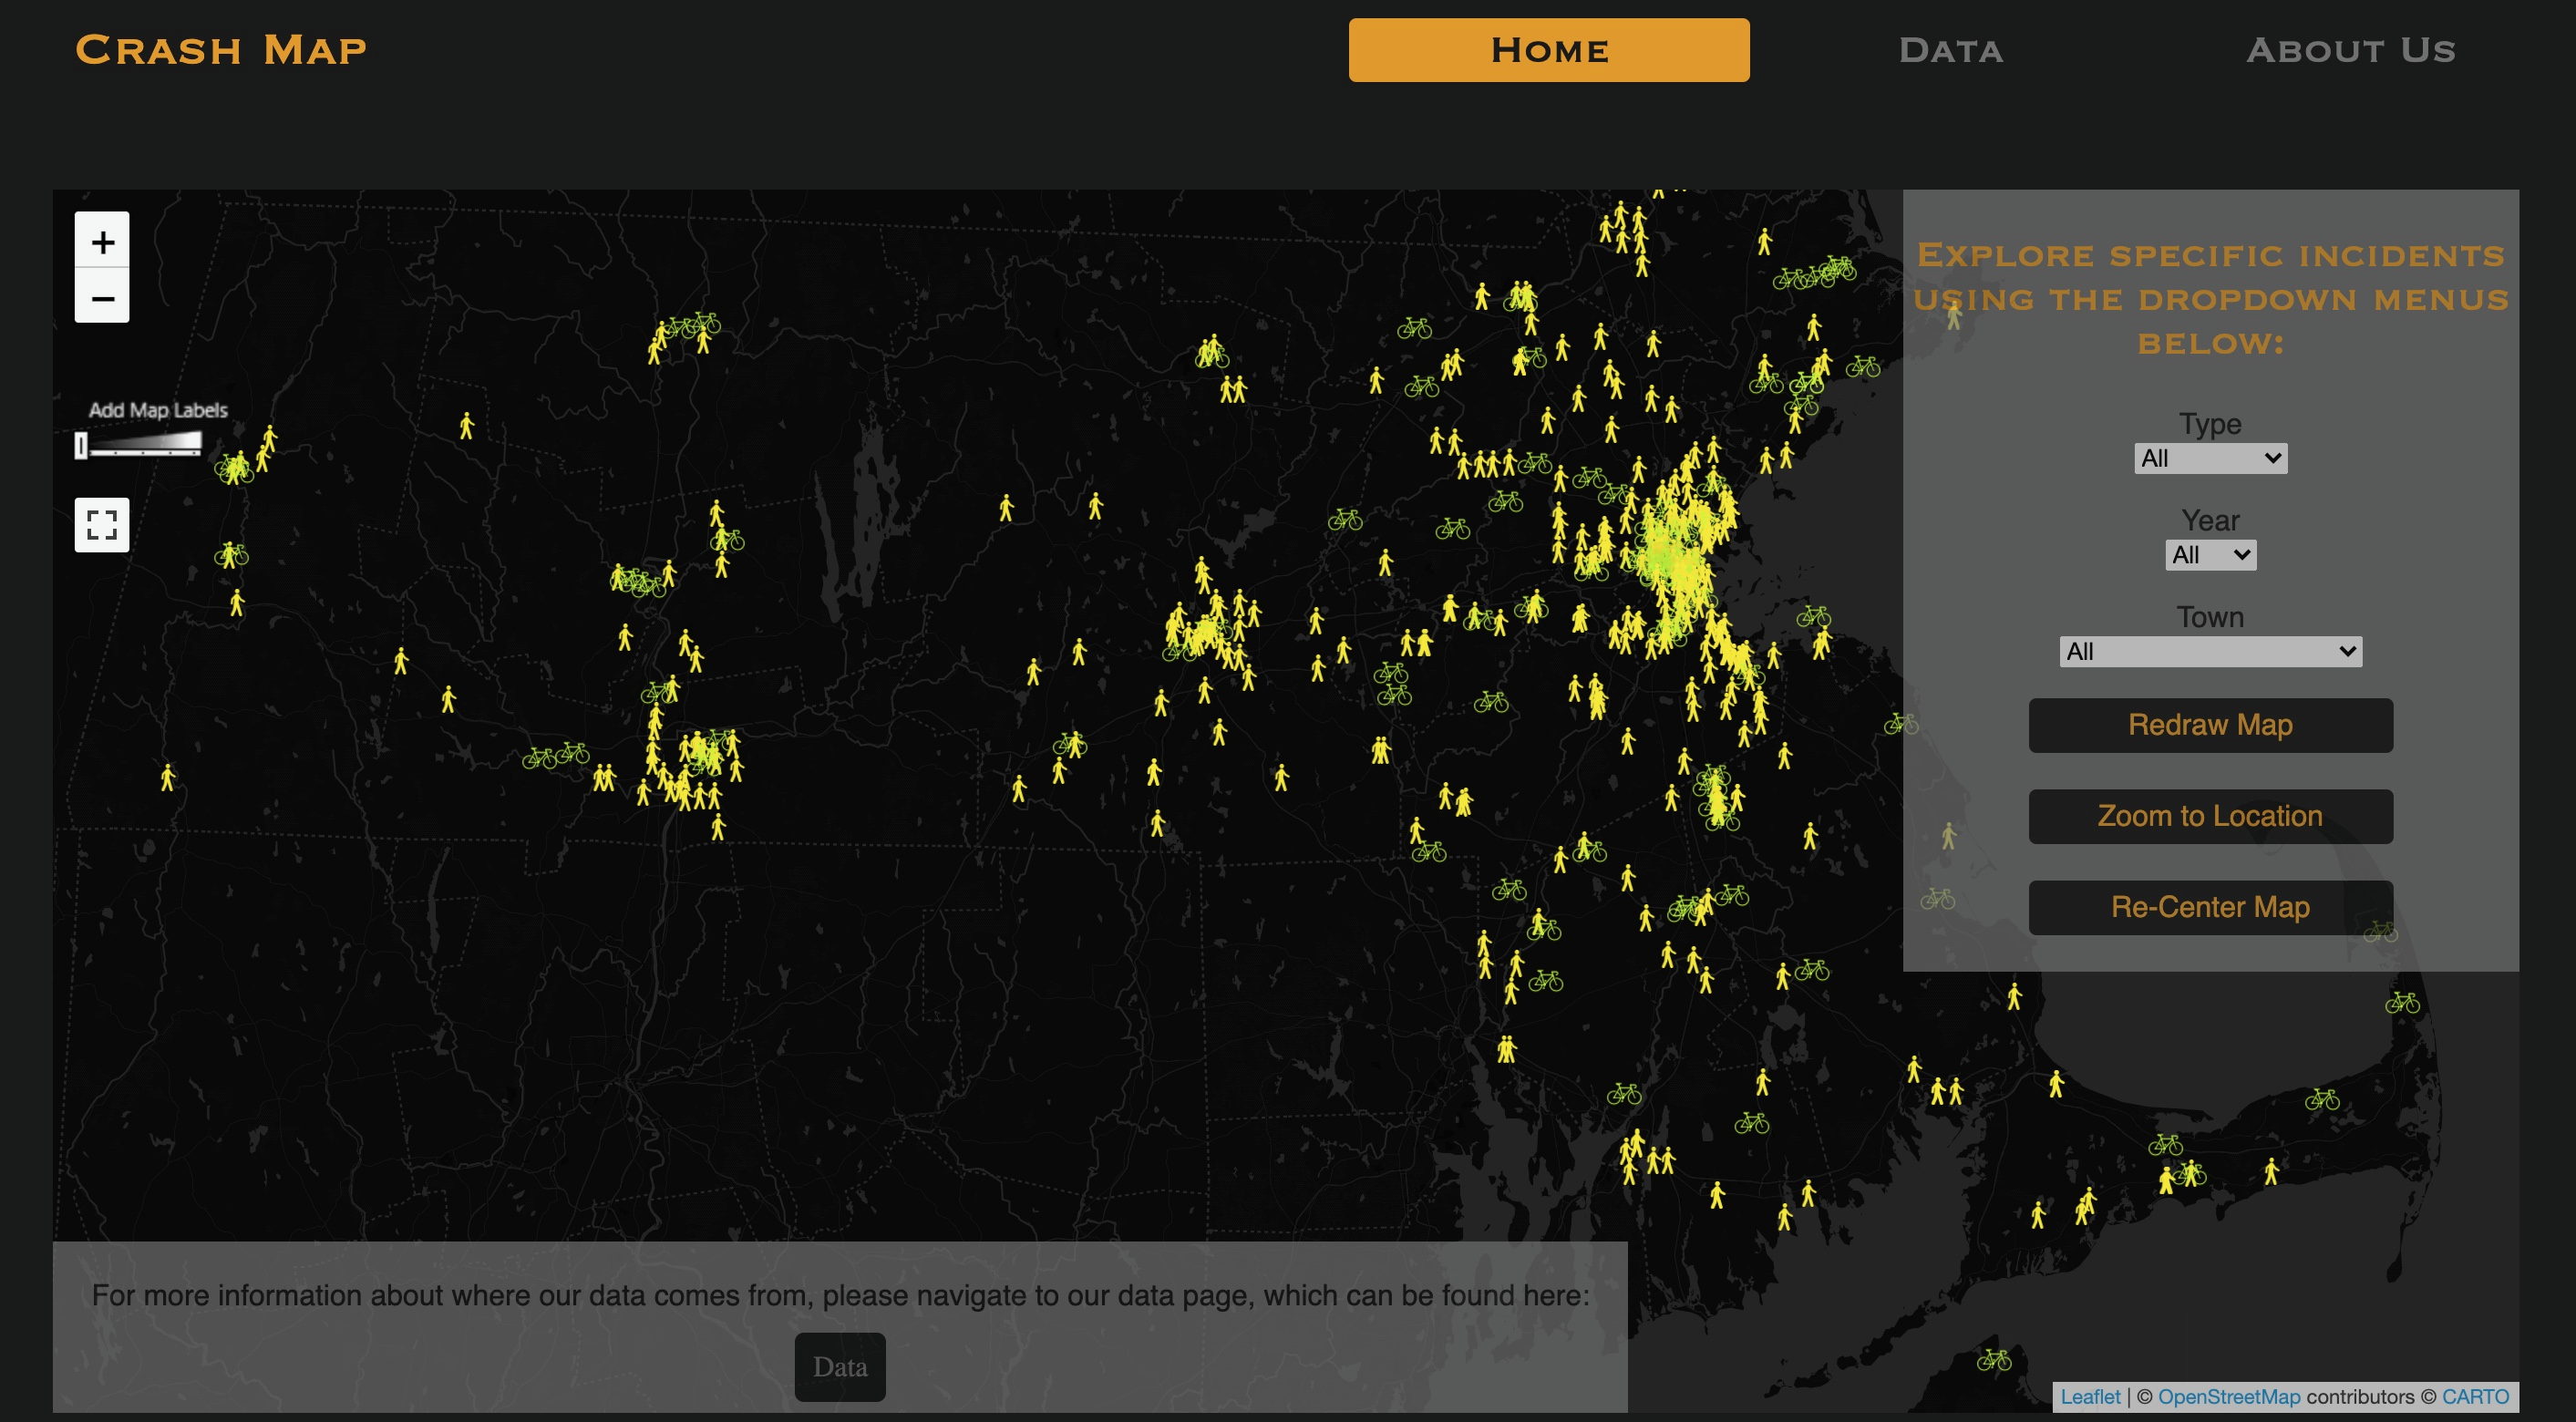 Crash Map
Home
Data
About Us
+
−
Add Map Labels
Explore specific incidents
using the dropdown menus
below:
Type
All
Year
All
Town
All
Redraw Map
Zoom to Location
Re-Center Map
For more information about where our data comes from, please navigate to our data page, which can be found here:
Data
Leaflet | © OpenStreetMap contributors © CARTO